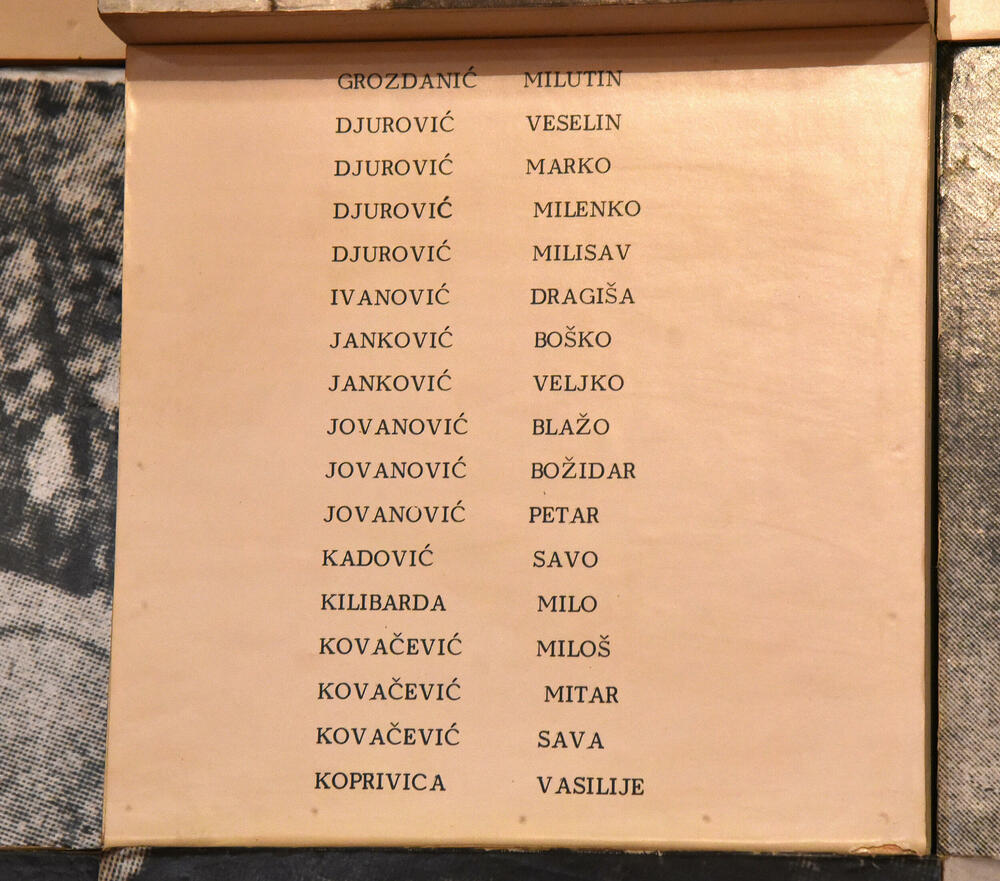 GROZDANIĆ MILUTIN
DJUROVIĆ VESELIN
DJUROVIĆ MARKO
DJUROVIĆ MILENKO
DJUROVIĆ MILISAV
IVANOVIĆ DRAGIŠA
JANKOVIĆ BOŠKO
JANKOVIĆ VELJKO
JOVANOVIĆ BLAŽO
JOVANOVIĆ BOŽIDAR
JOVANOVIĆ PETAR
KADOVIĆ SAVO
KILIBARDA MILO
KOVAČEVIĆ MILOŠ
KOVAČEVIĆ MITAR
KOVAČEVIĆ SAVA
KOPRIVICA VASILIJE